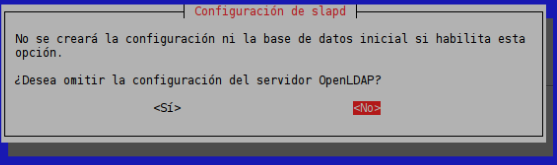 Configuración de slapd
No se creará la configuración ni la base de datos inicial si habilita esta
opción.
¿Desea omitir la configuración del servidor OpenLDAP?
<Sí> <No>